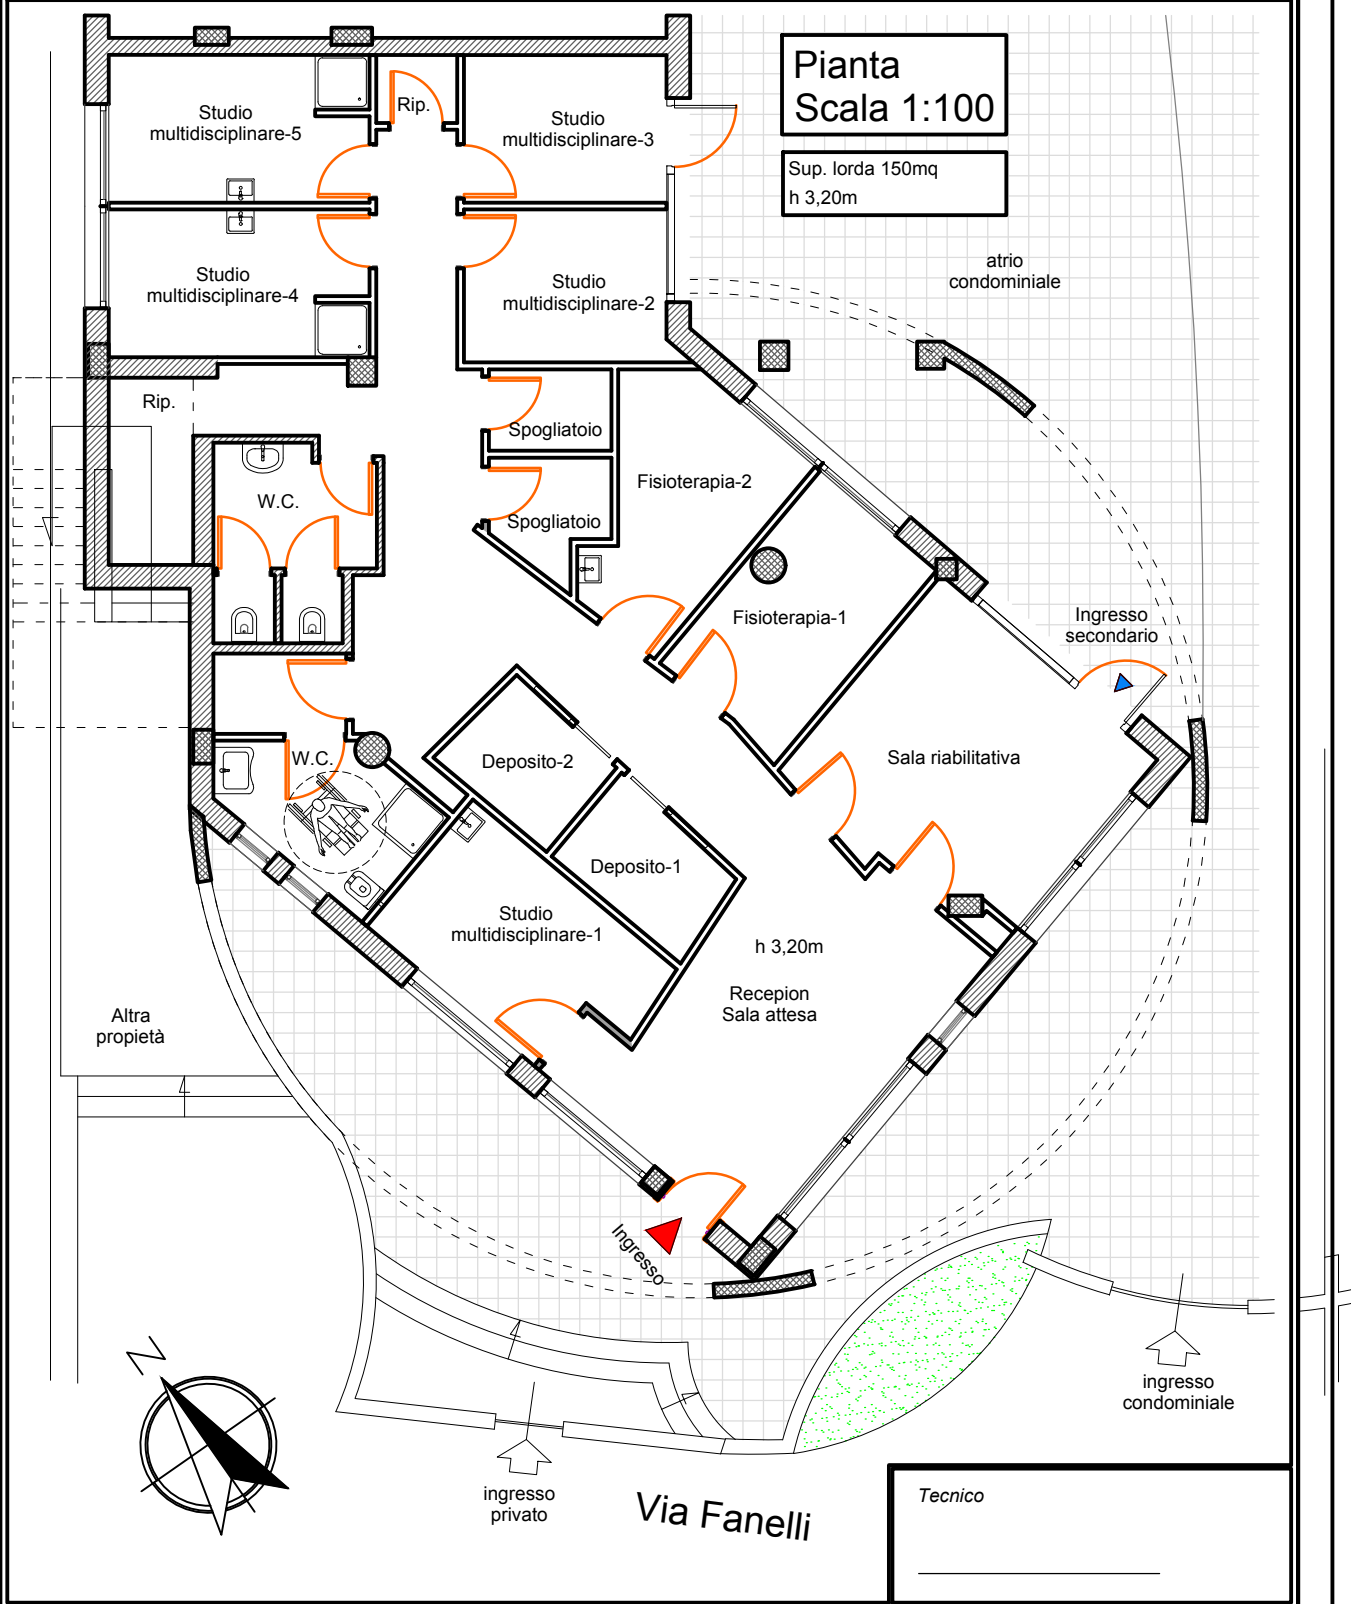 Pianta
Scala 1:100
Sup. lorda 150mq
h 3,20m
Studio
multidisciplinare-5
Rip.
Studio
multidisciplinare-3
Studio
multidisciplinare-4
Studio
multidisciplinare-2
atrio
condominiale
Rip.
Spogliatoio
W.C.
Fisioterapia-2
Spogliatoio
Fisioterapia-1
Ingresso
secondario
W.C.
Deposito-2
Sala riabilitativa
Deposito-1
Studio
multidisciplinare-1
h 3,20m
Recepion
Sala attesa
Altra
propietà
Ingresso
N
ingresso
condominiale
ingresso
privato
Via Fanelli
Tecnico